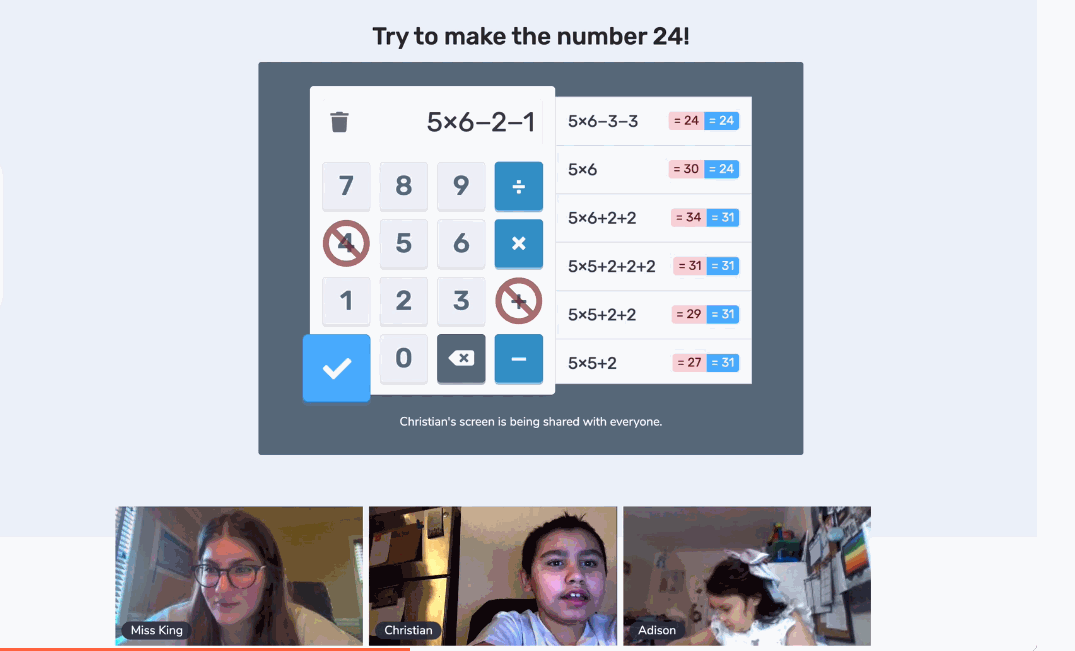 Try to make the number 24!
5×6−2−1
7 8 9 ÷
4 5 6 ×
1 2 3 +
0 −
5×6−3−3 = 24 = 24
5×6 = 30 = 24
5×6+2+2 = 34 = 31
5×5+2+2+2 = 31 = 31
5×5+2+2 = 29 = 31
5×5+2 = 27 = 31
Christian's screen is being shared with everyone.
Miss King
Christian
Adison